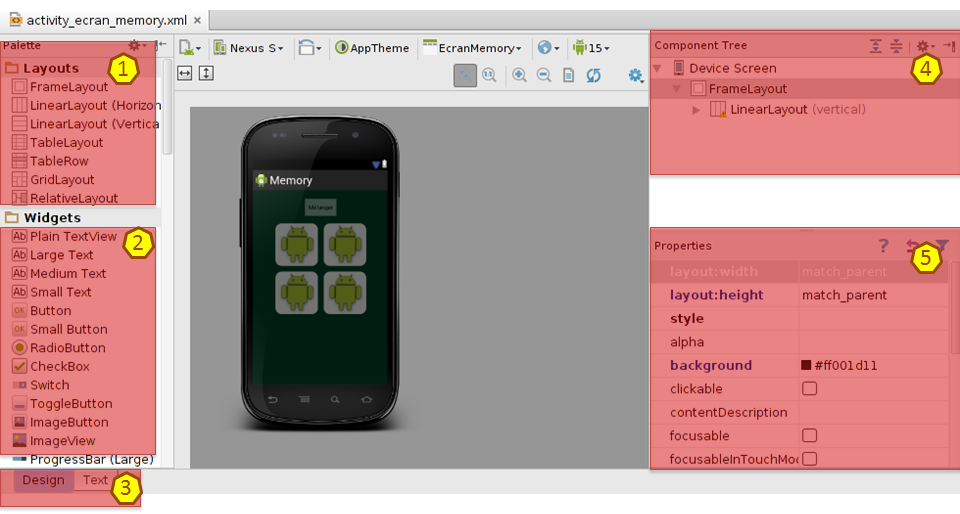 activity_ecran_memory.xml
Palette
Nexus S
AppTheme
EcranMemory
15
Layouts
1
FrameLayout
LinearLayout (Horizon
LinearLayout (Vertica
TableLayout
TableRow
GridLayout
RelativeLayout
Widgets
2
Plain TextView
Large Text
Medium Text
Small Text
Button
Small Button
RadioButton
CheckBox
Switch
ToggleButton
ImageButton
ImageView
ProgressBar (Large)
Design
Text
3
Memory
Mélanger
Component Tree
4
Device Screen
FrameLayout
LinearLayout (vertical)
Properties
?
5
layout:width match_parent
layout:height match_parent
style
alpha
background #ff001d11
clickable
contentDescription
focusable
focusableInTouchMo